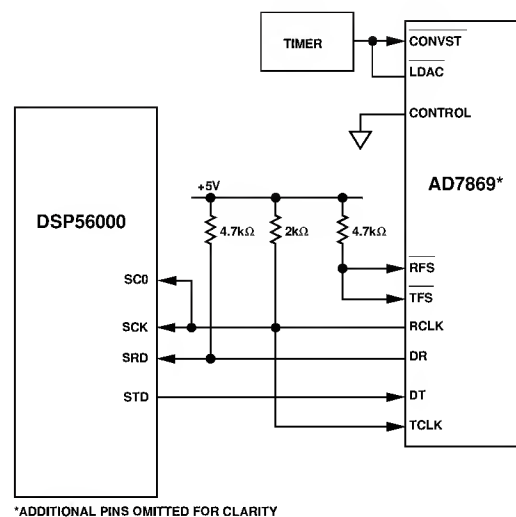 TIMER
CONVST
LDAC
CONTROL
AD7869*
DSP56000
+5V
4.7kΩ
2kΩ
4.7kΩ
RFS
TFS
SC0
SCK
RCLK
SRD
DR
STD
DT
TCLK
*ADDITIONAL PINS OMITTED FOR CLARITY